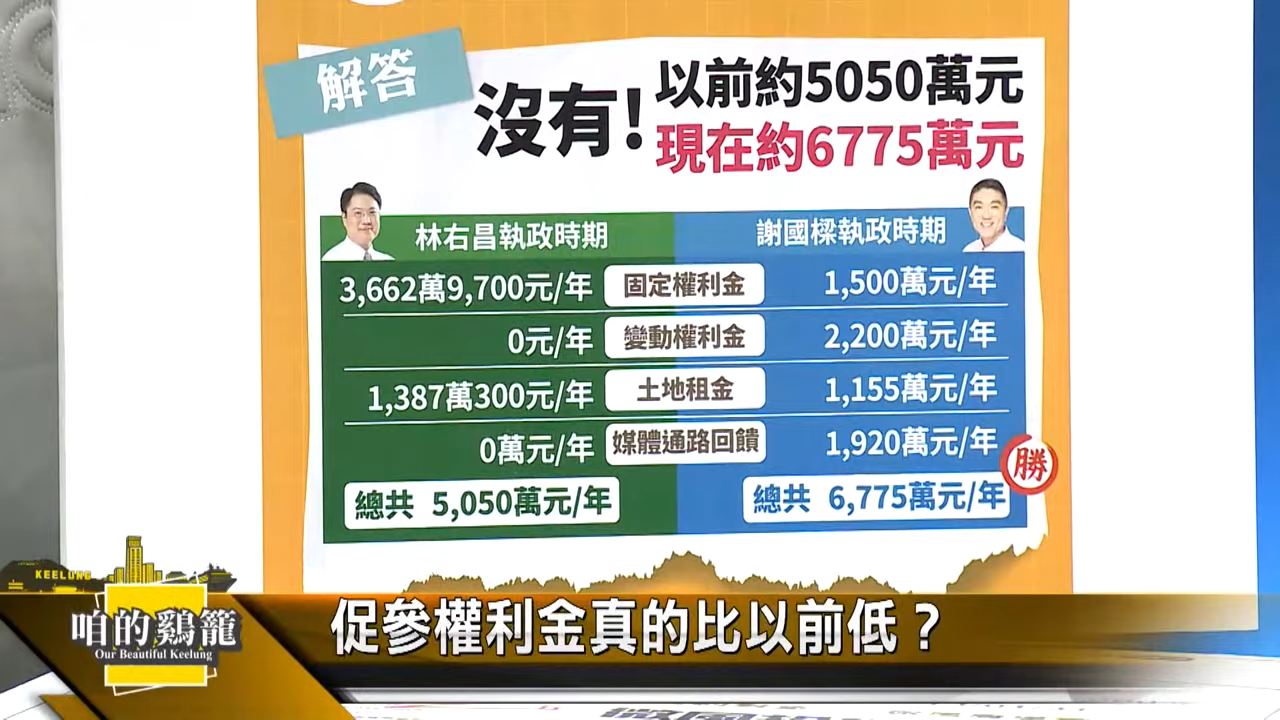 解答
沒有!
以前約5050萬元
現在約6775萬元
林右昌執政時期
謝國樑執政時期
3,662萬9,700元/年 固定權利金 1,500萬元/年
0元/年 變動權利金 2,200萬元/年
1,387萬300元/年 土地租金 1,155萬元/年
0萬元/年 媒體通路回饋 1,920萬元/年
勝
總共 5,050萬元/年 總共 6,775萬元/年
KEELUNG
咱的鷄籠
Our Beautiful Keelung
促參權利金真的比以前低？